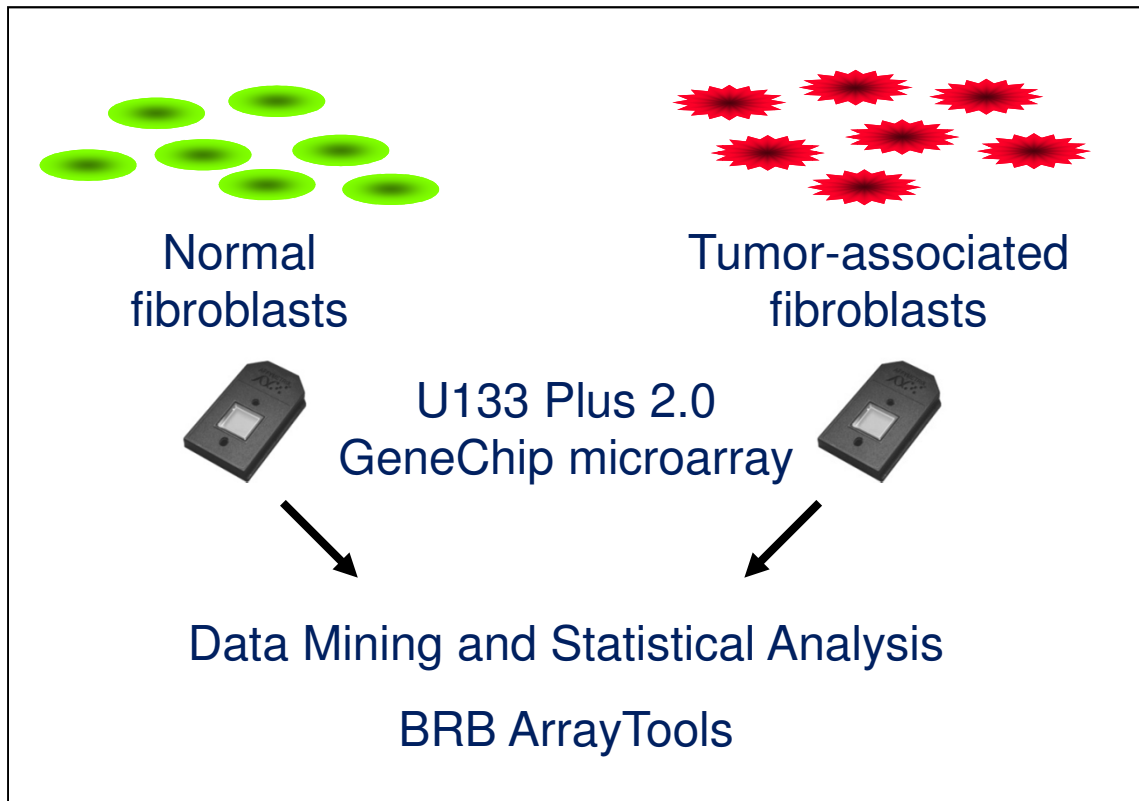 Normal
fibroblasts
Tumor-associated
fibroblasts
U133 Plus 2.0
GeneChip microarray
Data Mining and Statistical Analysis
BRB ArrayTools